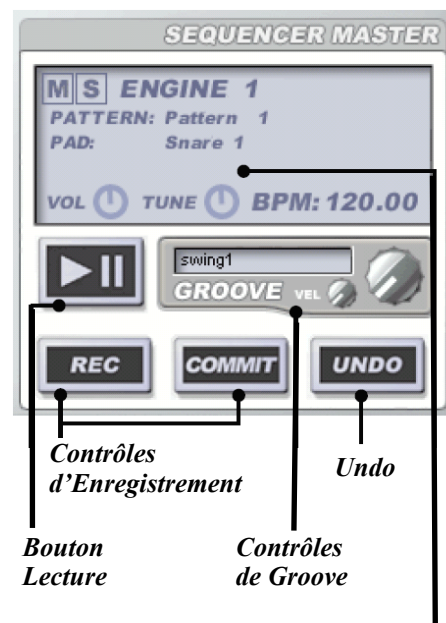 SEQUENCER MASTER
M S ENGINE 1
PATTERN: Pattern 1
PAD: Snare 1
VOL TUNE BPM: 120.00
swing1
GROOVE VEL
REC COMMIT UNDO
Contrôles
d'Enregistrement
Undo
Bouton
Lecture
Contrôles
de Groove